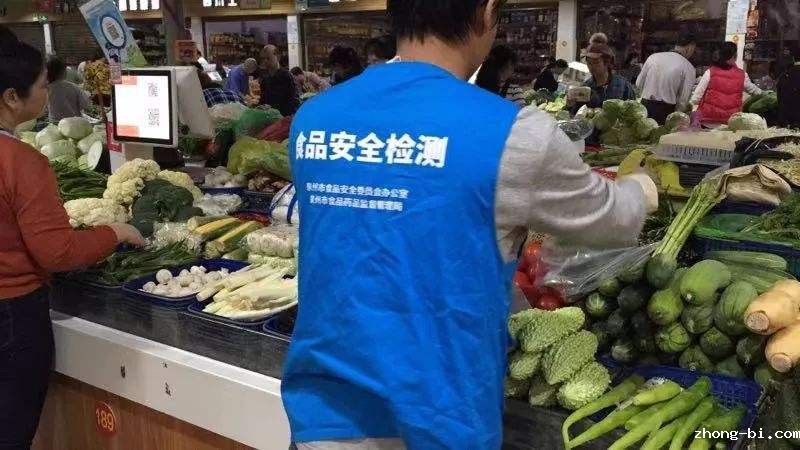 食品安全检测
泉州市食品安全委员会办公室
泉州市食品药品监督管理局
189
zhong-bi.com